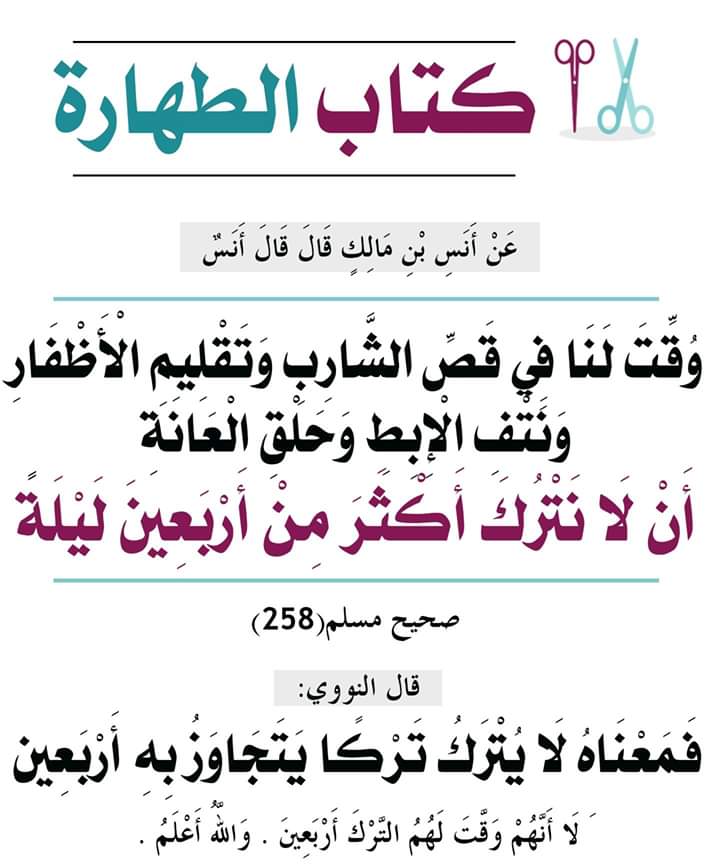 كتاب الطهارة
عَنْ أَنَسِ بْنِ مَالِكٍ قَالَ قَالَ أَنَسٌ
وُقِّتَ لَنَا فِي قَصِّ الشَّارِبِ وَتَقْلِيمِ الْأَظْفَارِ
وَنَتْفِ الْإِبِطِ وَحَلْقِ الْعَانَةِ
أَنْ لَا نَتْرُكَ أَكْثَرَ مِنْ أَرْبَعِينَ لَيْلَةً
صحيح مسلم(258)
قال النووي:
فَمَعْنَاهُ لَا يُتْرَكُ تَرْكًا يَتَجَاوَزُ بِهِ أَرْبَعِين
َ لَا أَنَّهُمْ وَقَّتَ لَهُمُ التَّرْكَ أَرْبَعِينَ . وَاللَّهُ أَعْلَمُ .